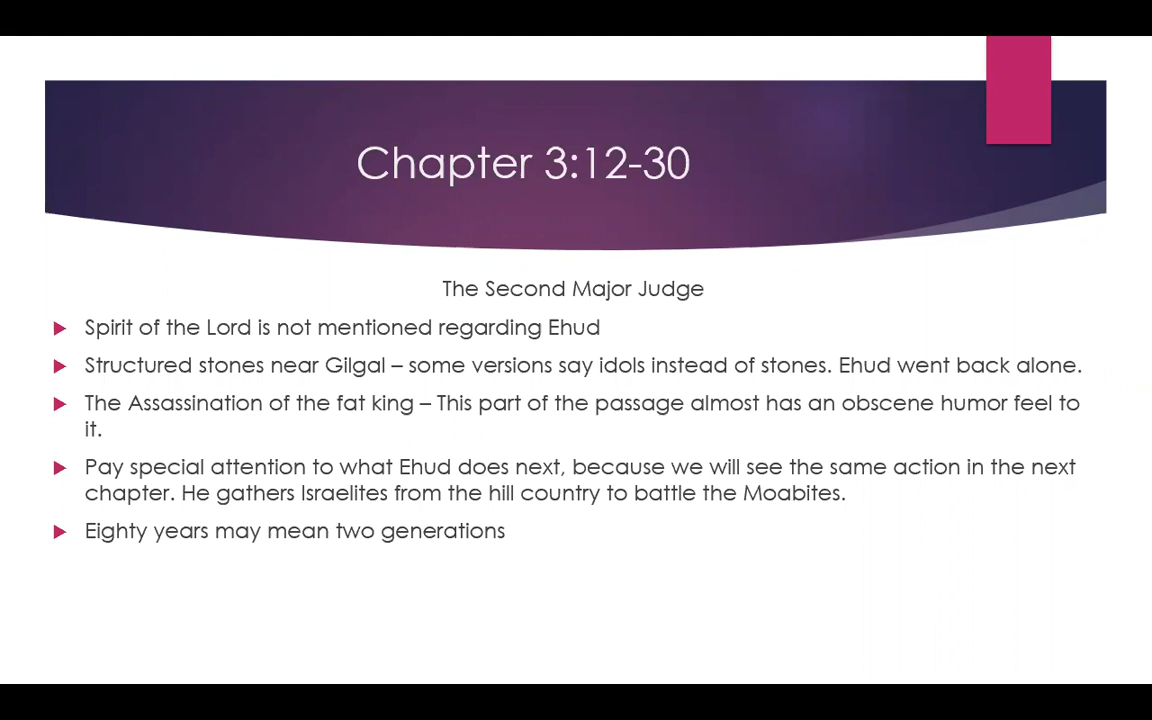 Chapter 3:12-30
The Second Major Judge
Spirit of the Lord is not mentioned regarding Ehud
Structured stones near Gilgal – some versions say idols instead of stones. Ehud went back alone.
The Assassination of the fat king – This part of the passage almost has an obscene humor feel to
it.
Pay special attention to what Ehud does next, because we will see the same action in the next
chapter. He gathers Israelites from the hill country to battle the Moabites.
Eighty years may mean two generations